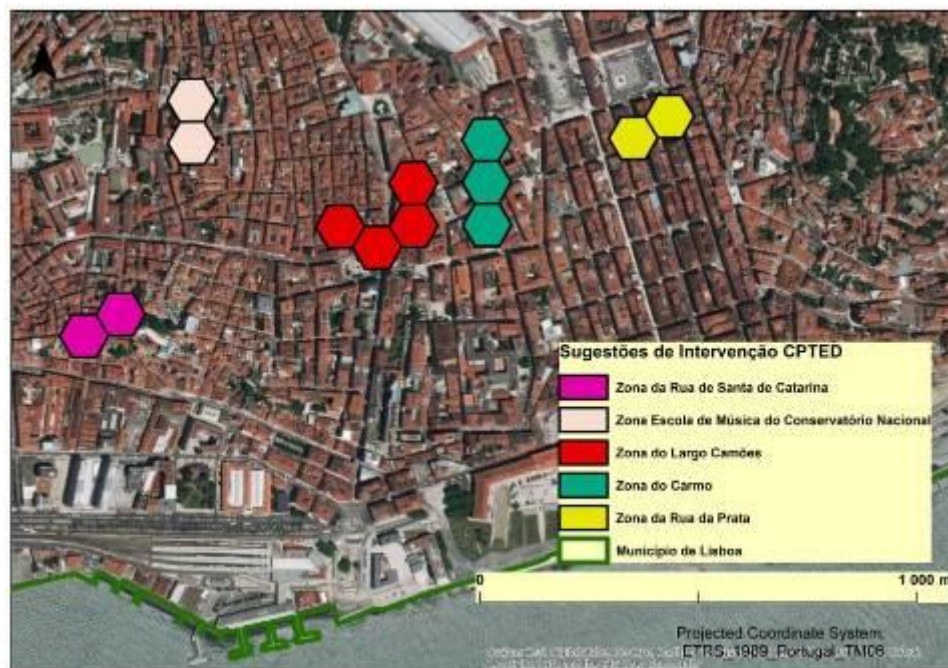 Sugestões de Intervenção CPTED
Zona da Rua de Santa de Catarina
Zona Escola de Música do Conservatório Nacional
Zona do Largo Camões
Zona do Carmo
Zona da Rua da Prata
Município de Lisboa
0 1 000 m
Projected Coordinate System:
ETRS_1989_Portugal_TM06